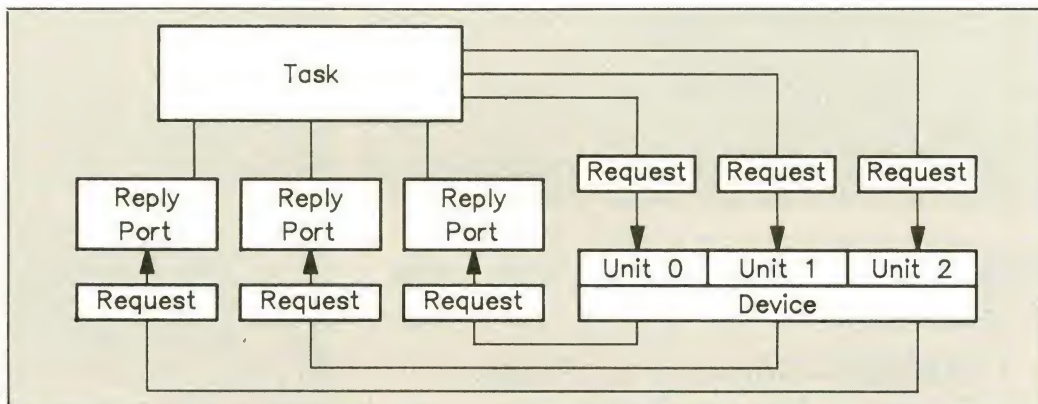 Task
Request
Request
Request
Reply
Port
Reply
Port
Reply
Port
Unit 0
Unit 1
Unit 2
Request
Request
Request
Device